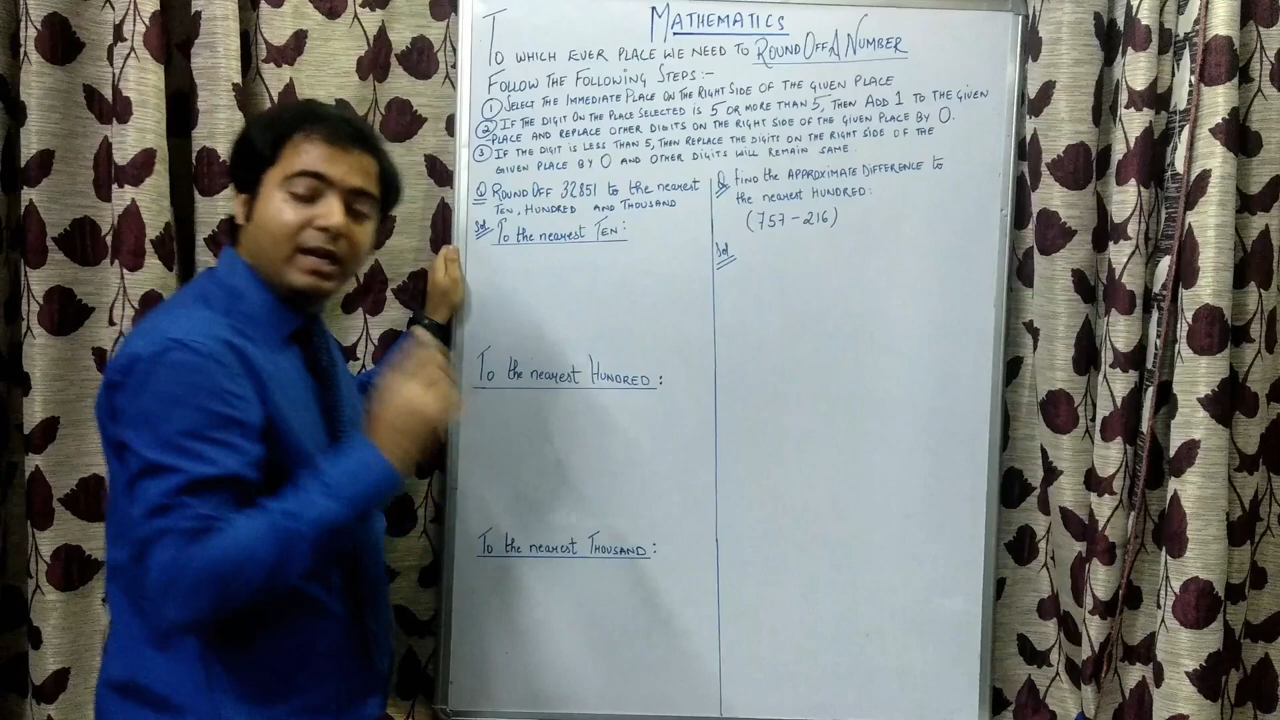 MATHEMATICS
TO WHICH EVER PLACE WE NEED TO ROUND OFF A NUMBER
FOLLOW THE FOLLOWING STEPS:-
① SELECT THE IMMEDIATE PLACE ON THE RIGHT SIDE OF THE GIVEN PLACE
② IF THE DIGIT ON THE PLACE SELECTED IS 5 OR MORE THAN 5, THEN ADD 1 TO THE GIVEN
PLACE AND REPLACE OTHER DIGITS ON THE RIGHT SIDE OF THE GIVEN PLACE BY 0.
③ IF THE DIGIT IS LESS THAN 5, THEN REPLACE THE DIGITS ON THE RIGHT SIDE OF THE
GIVEN PLACE BY 0 AND OTHER DIGITS WILL REMAIN SAME.
Q ROUND OFF 32851 to the nearest
TEN, HUNDRED AND THOUSAND
Sol To the nearest TEN:
To the nearest HUNDRED:
To the nearest THOUSAND:
Q FIND THE APPROXIMATE DIFFERENCE to
the nearest HUNDRED:
(757-216)
Sol